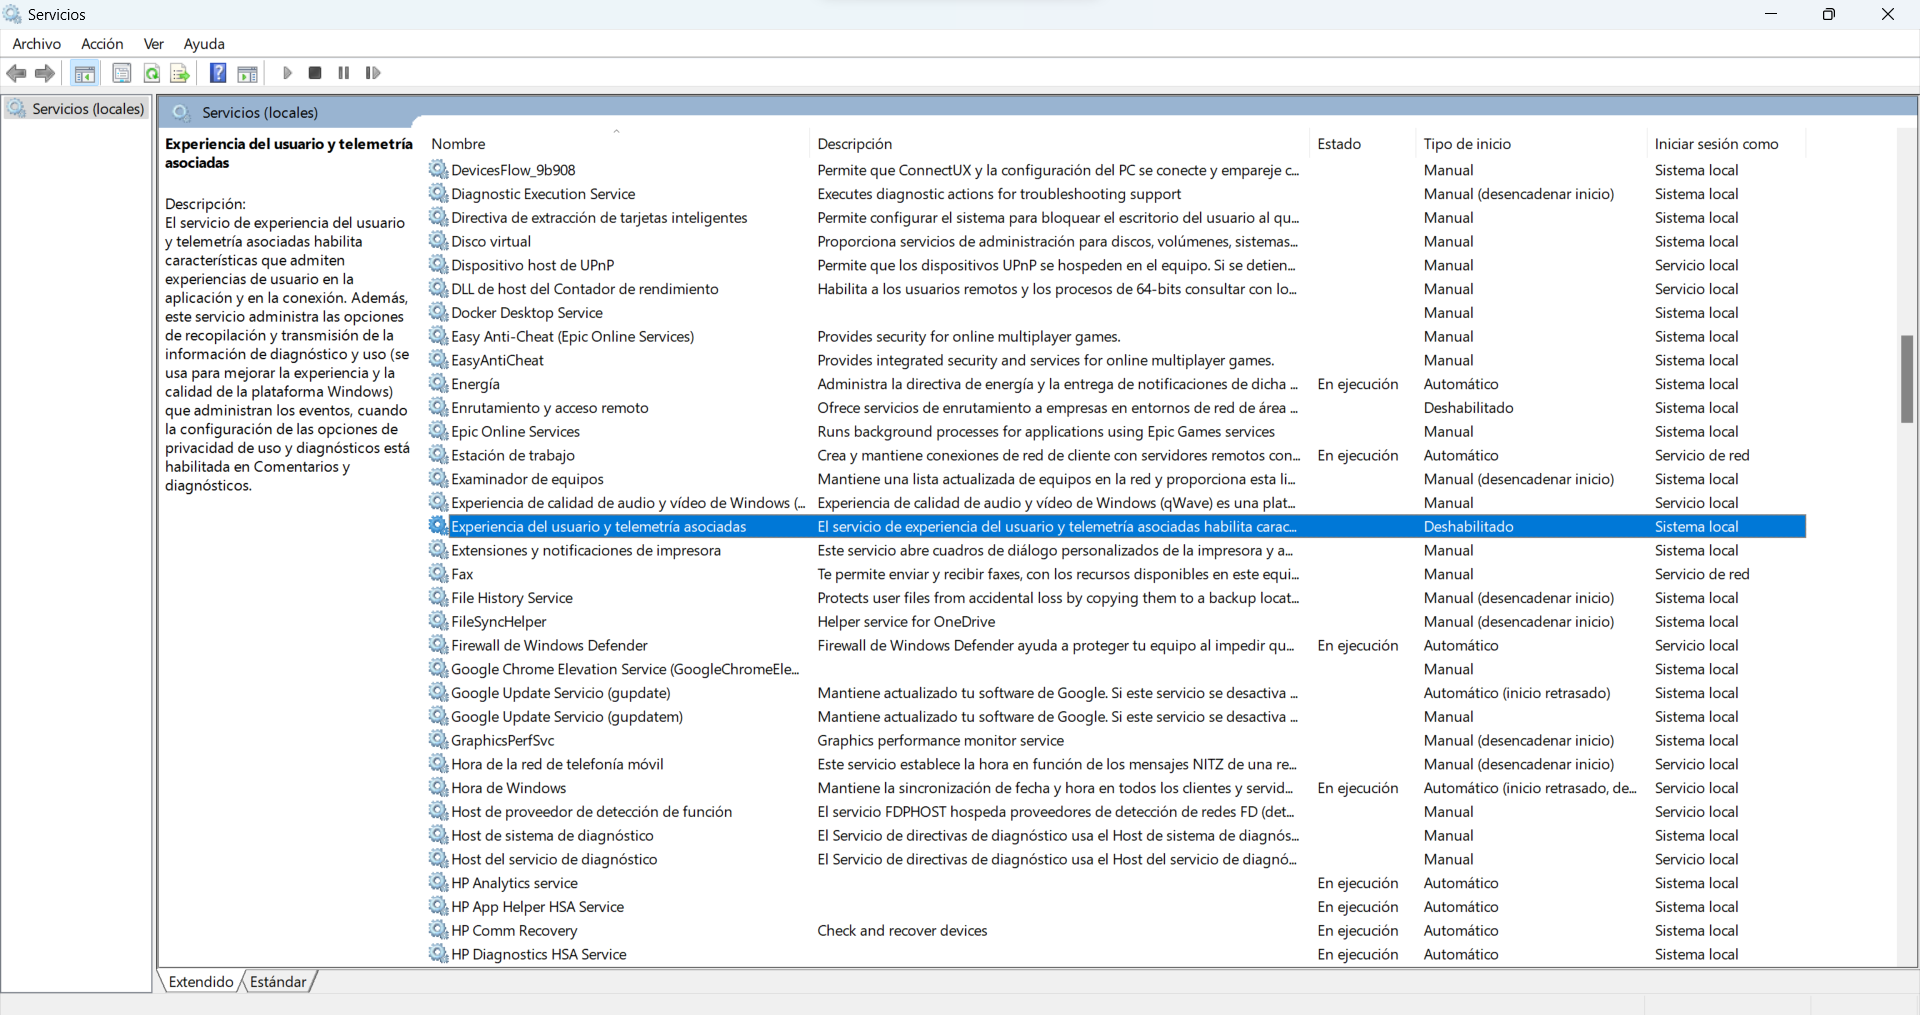 Servicios
Archivo Acción Ver Ayuda
Servicios (locales)
Servicios (locales)
Experiencia del usuario y telemetría
asociadas
Descripción:
El servicio de experiencia del usuario
y telemetría asociadas habilita
características que admiten
experiencias de usuario en la
aplicación y en la conexión. Además,
este servicio administra las opciones
de recopilación y transmisión de la
información de diagnóstico y uso (se
usa para mejorar la experiencia y la
calidad de la plataforma Windows)
que administran los eventos, cuando
la configuración de las opciones de
privacidad de uso y diagnósticos está
habilitada en Comentarios y
diagnósticos.
Nombre Descripción Estado Tipo de inicio Iniciar sesión como
DevicesFlow_9b908 Permite que ConnectUX y la configuración del PC se conecte y empareje c... Manual Sistema local
Diagnostic Execution Service Executes diagnostic actions for troubleshooting support Manual (desencadenar inicio) Sistema local
Directiva de extracción de tarjetas inteligentes Permite configurar el sistema para bloquear el escritorio del usuario al qu... Manual Sistema local
Disco virtual Proporciona servicios de administración para discos, volúmenes, sistemas... Manual Sistema local
Dispositivo host de UPnP Permite que los dispositivos UPnP se hospeden en el equipo. Si se detien... Manual Servicio local
DLL de host del Contador de rendimiento Habilita a los usuarios remotos y los procesos de 64-bits consultar con lo... Manual Servicio local
Docker Desktop Service Manual Sistema local
Easy Anti-Cheat (Epic Online Services) Provides security for online multiplayer games. Manual Sistema local
EasyAntiCheat Provides integrated security and services for online multiplayer games. Manual Sistema local
Energía Administra la directiva de energía y la entrega de notificaciones de dicha ... En ejecución Automático Sistema local
Enrutamiento y acceso remoto Ofrece servicios de enrutamiento a empresas en entornos de red de área ... Deshabilitado Sistema local
Epic Online Services Runs background processes for applications using Epic Games services Manual Sistema local
Estación de trabajo Crea y mantiene conexiones de red de cliente con servidores remotos con... En ejecución Automático Servicio de red
Examinador de equipos Mantiene una lista actualizada de equipos en la red y proporciona esta li... Manual (desencadenar inicio) Sistema local
Experiencia de calidad de audio y vídeo de Windows (... Experiencia de calidad de audio y vídeo de Windows (qWave) es una plat... Manual Servicio local
Experiencia del usuario y telemetría asociadas El servicio de experiencia del usuario y telemetría asociadas habilita carac... Deshabilitado Sistema local
Extensiones y notificaciones de impresora Este servicio abre cuadros de diálogo personalizados de la impresora y a... Manual Sistema local
Fax Te permite enviar y recibir faxes, con los recursos disponibles en este equi... Manual Servicio de red
File History Service Protects user files from accidental loss by copying them to a backup locat... Manual (desencadenar inicio) Sistema local
FileSyncHelper Helper service for OneDrive Manual (desencadenar inicio) Sistema local
Firewall de Windows Defender Firewall de Windows Defender ayuda a proteger tu equipo al impedir qu... En ejecución Automático Servicio local
Google Chrome Elevation Service (GoogleChromeEle... Manual Sistema local
Google Update Servicio (gupdate) Mantiene actualizado tu software de Google. Si este servicio se desactiva ... Automático (inicio retrasado) Sistema local
Google Update Servicio (gupdatem) Mantiene actualizado tu software de Google. Si este servicio se desactiva ... Manual Sistema local
GraphicsPerfSvc Graphics performance monitor service Manual (desencadenar inicio) Sistema local
Hora de la red de telefonía móvil Este servicio establece la hora en función de los mensajes NITZ de una re... Manual (desencadenar inicio) Servicio local
Hora de Windows Mantiene la sincronización de fecha y hora en todos los clientes y servid... En ejecución Automático (inicio retrasado, de... Servicio local
Host de proveedor de detección de función El servicio FDPHOST hospeda proveedores de detección de redes FD (det... Manual Servicio local
Host de sistema de diagnóstico El Servicio de directivas de diagnóstico usa el Host de sistema de diagnós... Manual Sistema local
Host del servicio de diagnóstico El Servicio de directivas de diagnóstico usa el Host del servicio de diagnó... Manual Servicio local
HP Analytics service En ejecución Automático Sistema local
HP App Helper HSA Service En ejecución Automático Sistema local
HP Comm Recovery Check and recover devices En ejecución Automático Sistema local
HP Diagnostics HSA Service En ejecución Automático Sistema local
Extendido Estándar